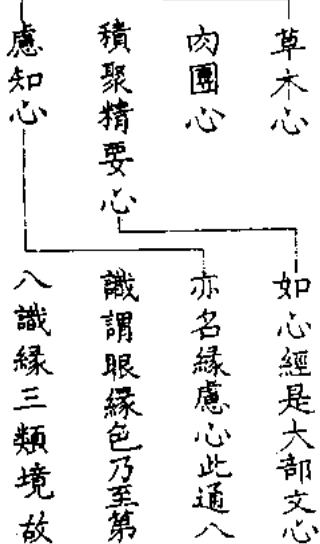 草木心
肉團心
積聚精要心
慮知心
如心經是大部文心
亦名緣慮心此通八
識謂眼緣色乃至第
八識緣三類境故